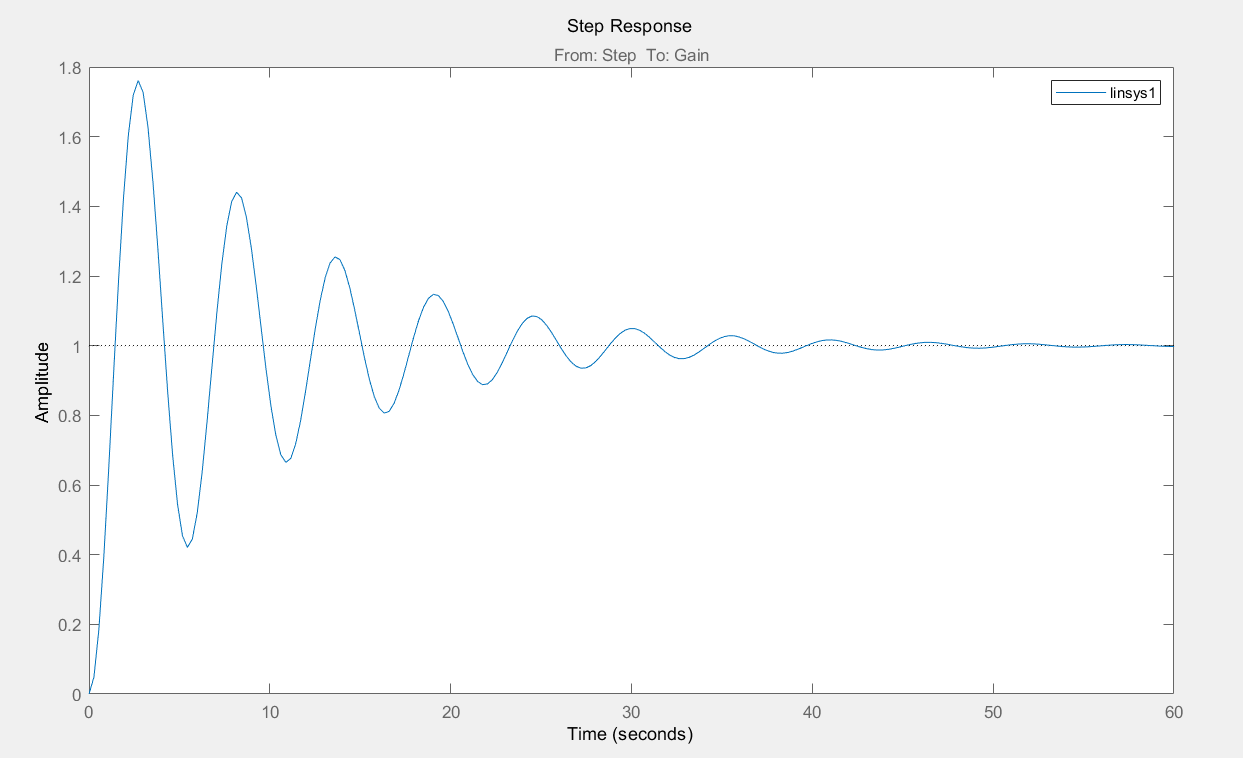 Step Response
From: Step  To: Gain
linsys1
Amplitude
1.8
1.6
1.4
1.2
1
0.8
0.6
0.4
0.2
0
0 10 20 30 40 50 60
Time (seconds)